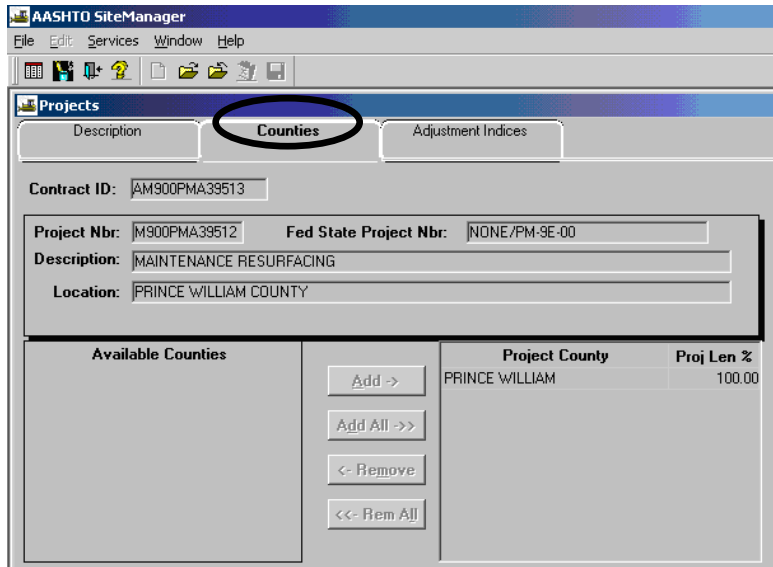 AASHTO SiteManager
File Edit Services Window Help
Projects
Description Counties Adjustment Indices
Contract ID: AM900PMA39513
Project Nbr: M900PMA39512 Fed State Project Nbr: NONE/PM-9E-00
Description: MAINTENANCE RESURFACING
Location: PRINCE WILLIAM COUNTY
Available Counties Project County Proj Len %
Add -> PRINCE WILLIAM 100.00
Add All ->>
<- Remove
<<- Rem All